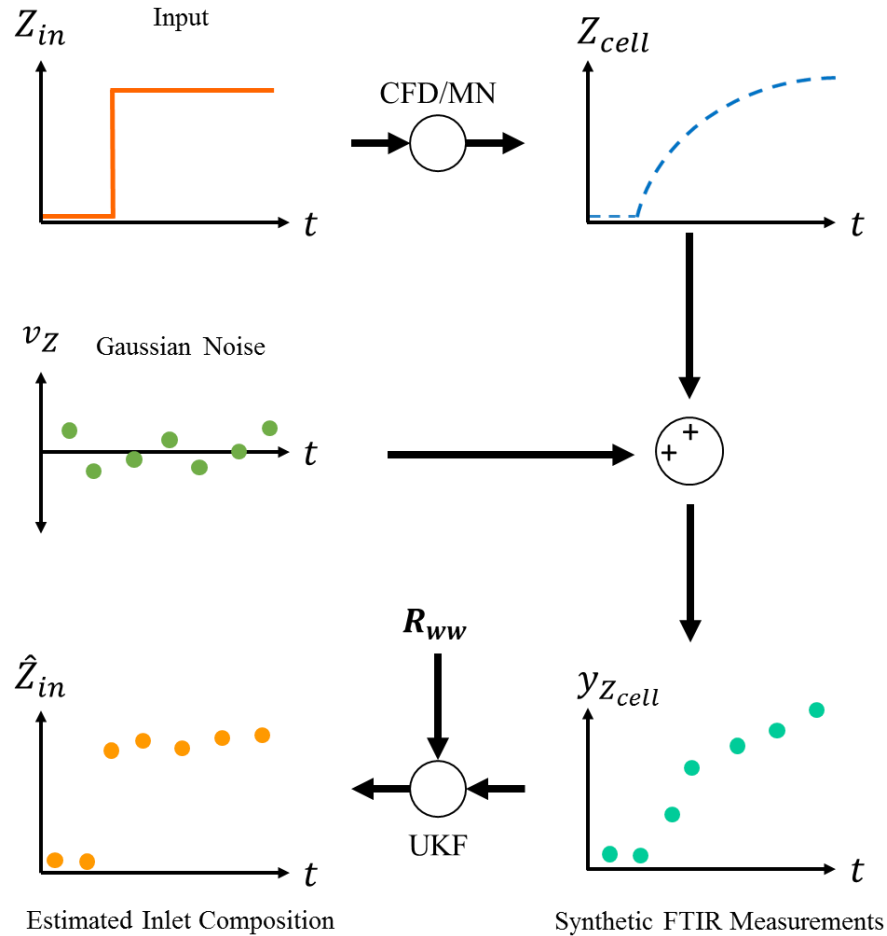 Input
Z_in
t
CFD/MN
Z_cell
t
v_Z
Gaussian Noise
t
+
+
R_ww
Ẑ_in
t
UKF
y_Z_cell
t
Estimated Inlet Composition
Synthetic FTIR Measurements